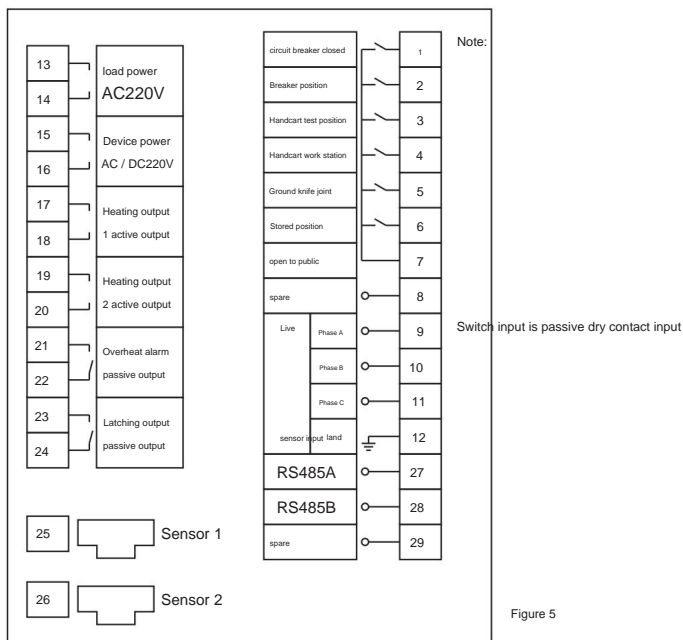 13
load power
14
AC220V
15
Device power
16
AC / DC220V
17
Heating output
18
1 active output
19
Heating output
20
2 active output
21
Overheat alarm
22
passive output
23
Latching output
24
passive output
25
Sensor 1
26
Sensor 2
circuit breaker closed
1
Breaker position
2
Handcart test position
3
Handcart work station
4
Ground knife joint
5
Stored position
6
open to public
7
spare
8
Live
Phase A
9
Phase B
10
Phase C
11
sensor input
land
12
RS485A
27
RS485B
28
spare
29
Note:
Switch input is passive dry contact input
Figure 5